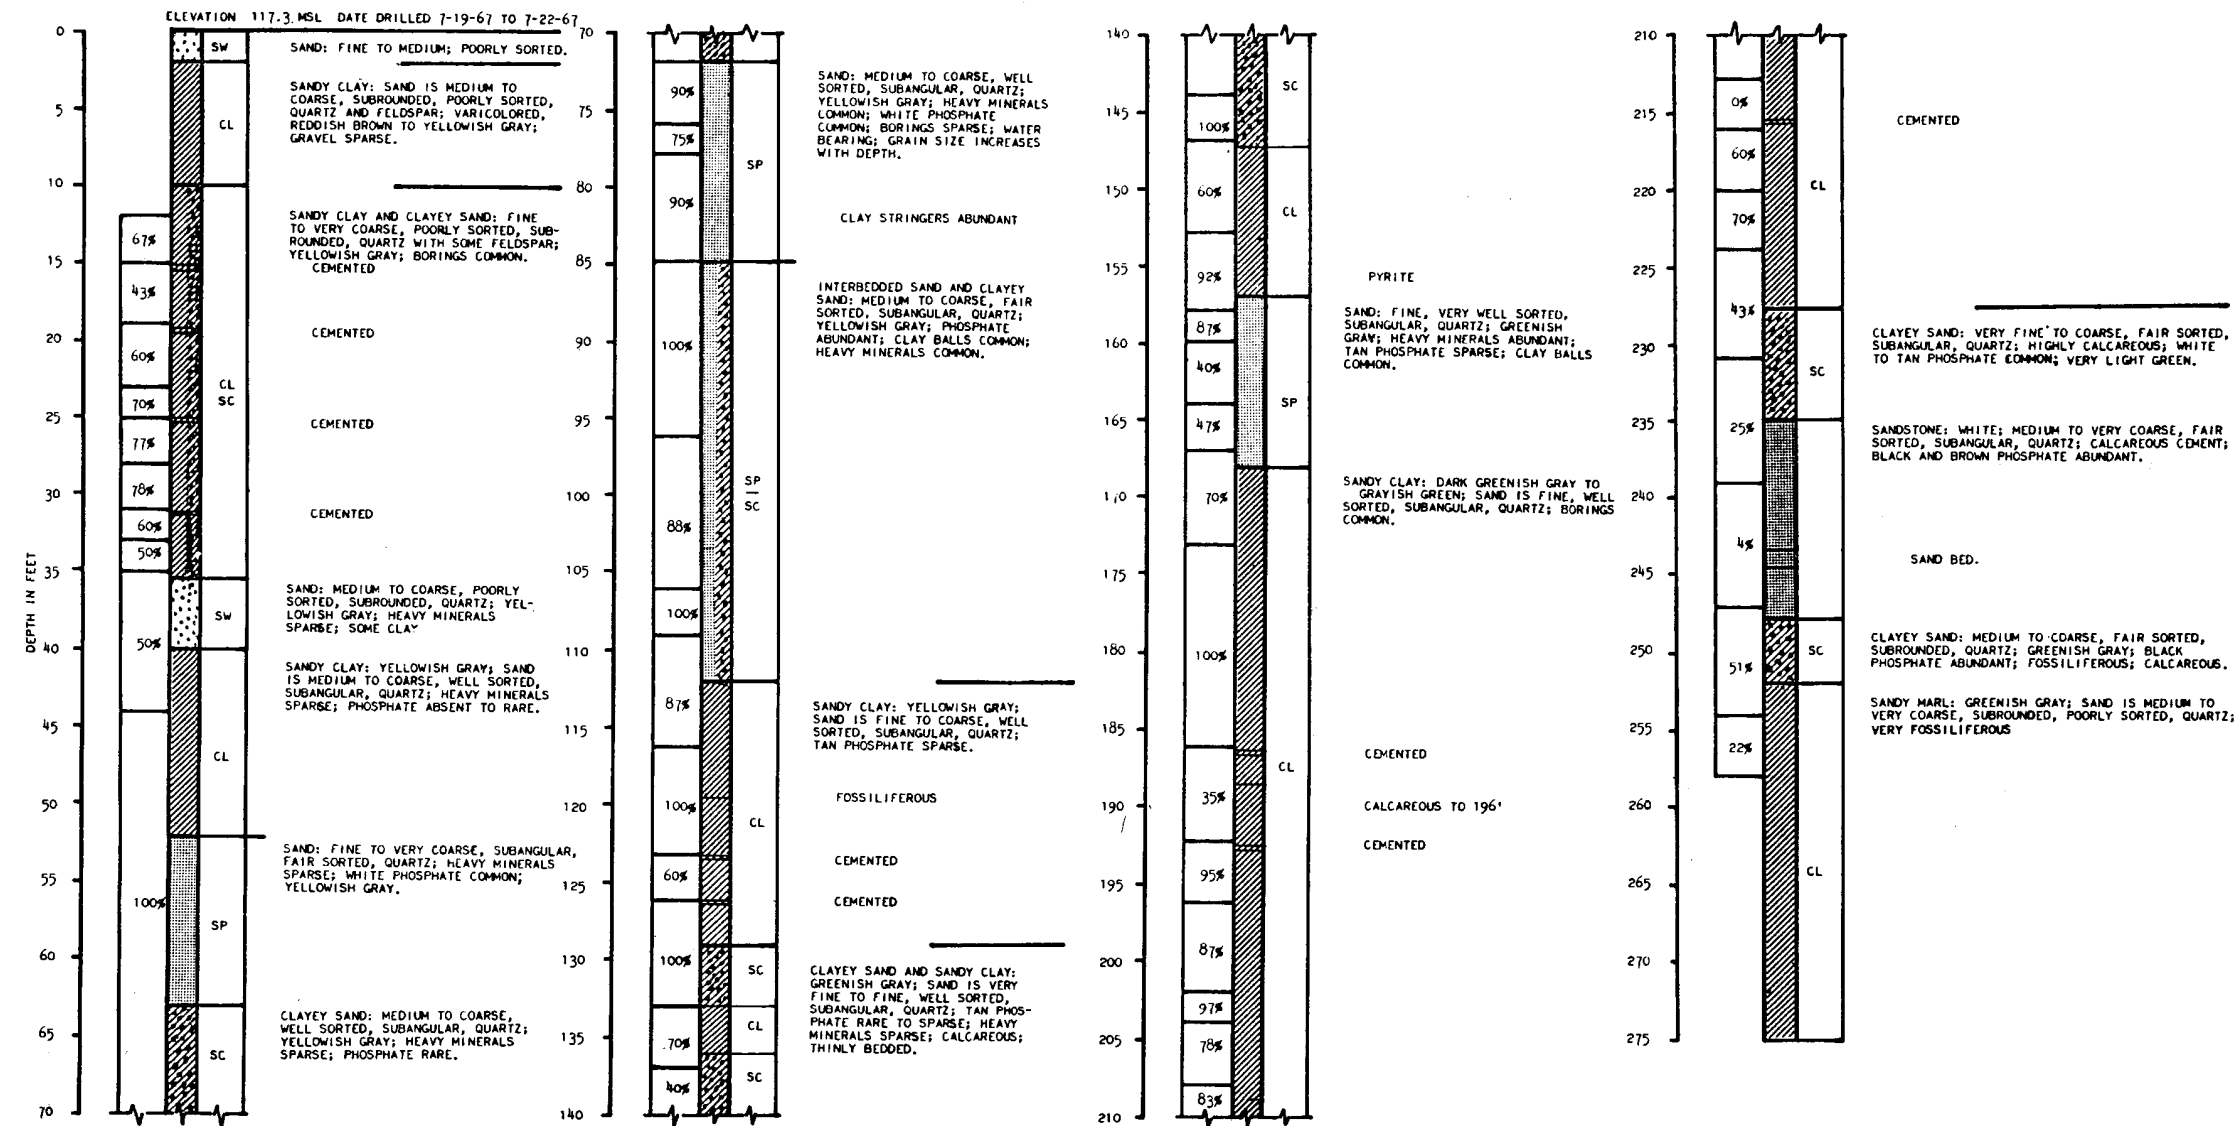 ELEVATION 117.3 MSL DATE DRILLED 7-19-67 TO 7-22-67
DEPTH IN FEET
0
5
10
15
20
25
30
35
40
45
50
55
60
65
70
67%
43%
60%
70%
77%
78%
60%
50%
50%
100%
SW
CL
CL
SC
SW
CL
SP
SC
SAND: FINE TO MEDIUM; POORLY SORTED.
SANDY CLAY: SAND IS MEDIUM TO
COARSE, SUBROUNDED, POORLY SORTED,
QUARTZ AND FELDSPAR; VARICOLORED,
REDDISH BROWN TO YELLOWISH GRAY;
GRAVEL SPARSE.
SANDY CLAY AND CLAYEY SAND: FINE
TO VERY COARSE, POORLY SORTED, SUB-
ROUNDED, QUARTZ WITH SOME FELDSPAR;
YELLOWISH GRAY; BORINGS COMMON.
CEMENTED
CEMENTED
CEMENTED
CEMENTED
SAND: MEDIUM TO COARSE, POORLY
SORTED, SUBROUNDED, QUARTZ; YEL-
LOWISH GRAY; HEAVY MINERALS
SPARSE; SOME CLAY
SANDY CLAY: YELLOWISH GRAY; SAND
IS MEDIUM TO COARSE, WELL SORTED,
SUBANGULAR, QUARTZ; HEAVY MINERALS
SPARSE; PHOSPHATE ABSENT TO RARE.
SAND: FINE TO VERY COARSE, SUBANGULAR,
FAIR SORTED, QUARTZ; HEAVY MINERALS
SPARSE; WHITE PHOSPHATE COMMON;
YELLOWISH GRAY.
CLAYEY SAND: MEDIUM TO COARSE,
WELL SORTED, SUBANGULAR, QUARTZ;
YELLOWISH GRAY; HEAVY MINERALS
SPARSE; PHOSPHATE RARE.
70
75
80
85
90
95
100
105
110
115
120
125
130
135
140
90%
75%
90%
100%
88%
100%
87%
100%
60%
100%
70%
40%
SP
SP
SC
CL
SC
CL
SC
SAND: MEDIUM TO COARSE, WELL
SORTED, SUBANGULAR, QUARTZ;
YELLOWISH GRAY; HEAVY MINERALS
COMMON; WHITE PHOSPHATE
COMMON; BORINGS SPARSE; WATER
BEARING; GRAIN SIZE INCREASES
WITH DEPTH.
CLAY STRINGERS ABUNDANT
INTERBEDDED SAND AND CLAYEY
SAND: MEDIUM TO COARSE, FAIR
SORTED, SUBANGULAR, QUARTZ;
YELLOWISH GRAY; PHOSPHATE
ABUNDANT; CLAY BALLS COMMON;
HEAVY MINERALS COMMON.
SANDY CLAY: YELLOWISH GRAY;
SAND IS FINE TO COARSE, WELL
SORTED, SUBANGULAR, QUARTZ;
TAN PHOSPHATE SPARSE.
FOSSILIFEROUS
CEMENTED
CEMENTED
CLAYEY SAND AND SANDY CLAY:
GREENISH GRAY; SAND IS VERY
FINE TO FINE, WELL SORTED,
SUBANGULAR, QUARTZ; TAN PHOS-
PHATE RARE TO SPARSE; HEAVY
MINERALS SPARSE; CALCAREOUS;
THINLY BEDDED.
140
145
150
155
160
165
170
175
180
185
190
195
200
205
210
100%
60%
92%
87%
40%
47%
70%
100%
35%
95%
87%
97%
78%
83%
SC
CL
SP
CL
PYRITE
SAND: FINE, VERY WELL SORTED,
SUBANGULAR, QUARTZ; GREENISH
GRAY; HEAVY MINERALS ABUNDANT;
TAN PHOSPHATE SPARSE; CLAY BALLS
COMMON.
SANDY CLAY: DARK GREENISH GRAY TO
GRAYISH GREEN; SAND IS FINE, WELL
SORTED, SUBANGULAR, QUARTZ; BORINGS
COMMON.
CEMENTED
CALCAREOUS TO 196'
CEMENTED
210
215
220
225
230
235
240
245
250
255
260
265
270
275
0%
60%
70%
43%
25%
4%
51%
22%
CL
SC
SC
CL
CEMENTED
CLAYEY SAND: VERY FINE TO COARSE, FAIR SORTED,
SUBANGULAR, QUARTZ; HIGHLY CALCAREOUS; WHITE
TO TAN PHOSPHATE COMMON; VERY LIGHT GREEN.
SANDSTONE: WHITE; MEDIUM TO VERY COARSE, FAIR
SORTED, SUBANGULAR, QUARTZ; CALCAREOUS CEMENT;
BLACK AND BROWN PHOSPHATE ABUNDANT.
SAND BED.
CLAYEY SAND: MEDIUM TO COARSE, FAIR SORTED,
SUBROUNDED, QUARTZ; GREENISH GRAY; BLACK
PHOSPHATE ABUNDANT; FOSSILIFEROUS; CALCAREOUS.
SANDY MARL: GREENISH GRAY; SAND IS MEDIUM TO
VERY COARSE, SUBROUNDED, POORLY SORTED, QUARTZ;
VERY FOSSILIFEROUS